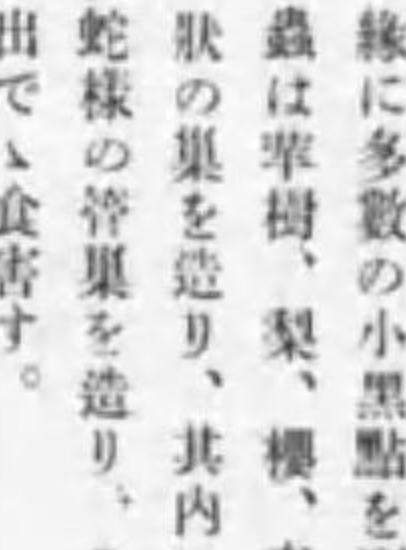 緣に多數の小黑點を
蟲は苹樹、梨、櫻、
狀の巢を造り、其内
蛇樣の管巢を造り、
出でゝ食害す。